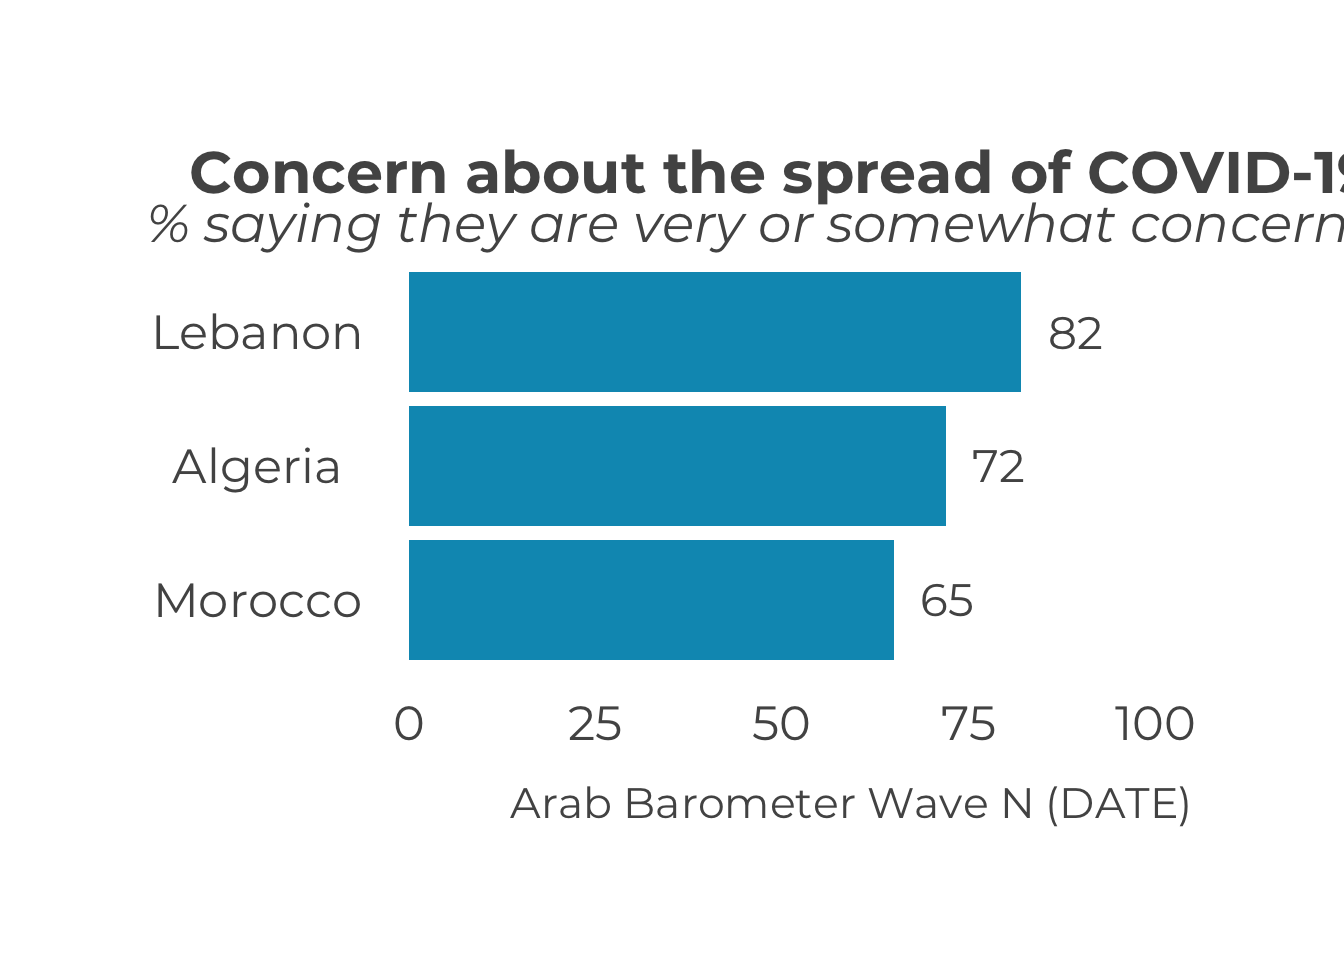 Concern about the spread of COVID-19
% saying they are very or somewhat concern
Lebanon 82
Algeria 72
Morocco 65
0 25 50 75 100
Arab Barometer Wave N (DATE)